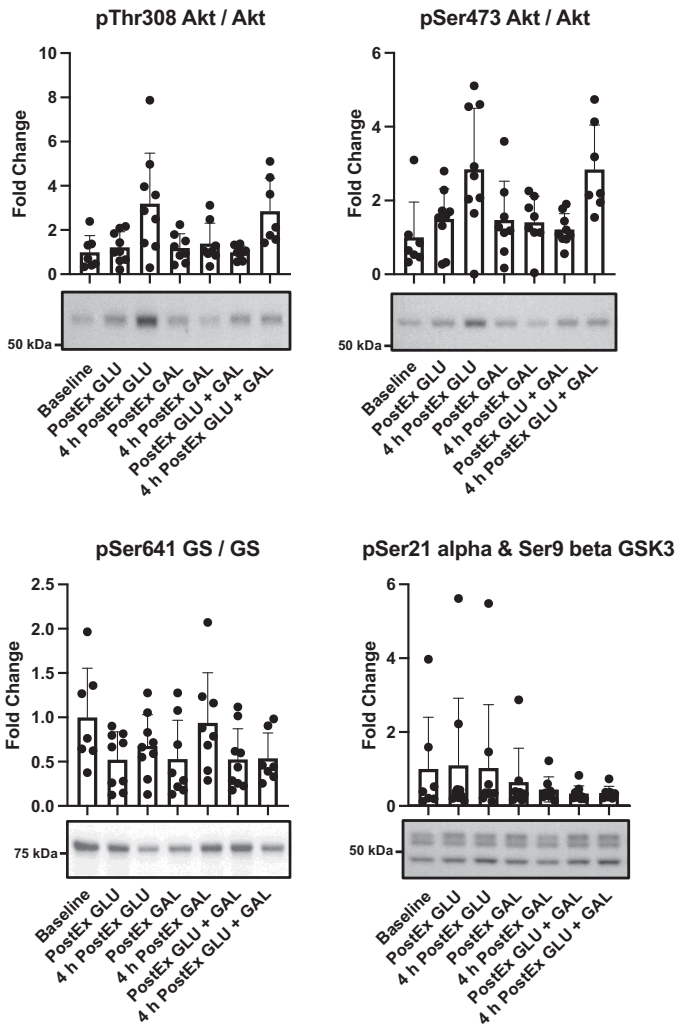 pThr308 Akt / Akt
10
8
6
4
2
0
Fold Change
50 kDa
Baseline
PostEx GLU
4 h PostEx GLU
PostEx GAL
4 h PostEx GAL
PostEx GLU + GAL
4 h PostEx GLU + GAL
pSer473 Akt / Akt
6
4
2
0
Fold Change
50 kDa
Baseline
PostEx GLU
4 h PostEx GLU
PostEx GAL
4 h PostEx GAL
PostEx GLU + GAL
4 h PostEx GLU + GAL
pSer641 GS / GS
2.5
2.0
1.5
1.0
0.5
0.0
Fold Change
75 kDa
Baseline
PostEx GLU
4 h PostEx GLU
PostEx GAL
4 h PostEx GAL
PostEx GLU + GAL
4 h PostEx GLU + GAL
pSer21 alpha & Ser9 beta GSK3
6
4
2
0
Fold Change
50 kDa
Baseline
PostEx GLU
4 h PostEx GLU
PostEx GAL
4 h PostEx GAL
PostEx GLU + GAL
4 h PostEx GLU + GAL